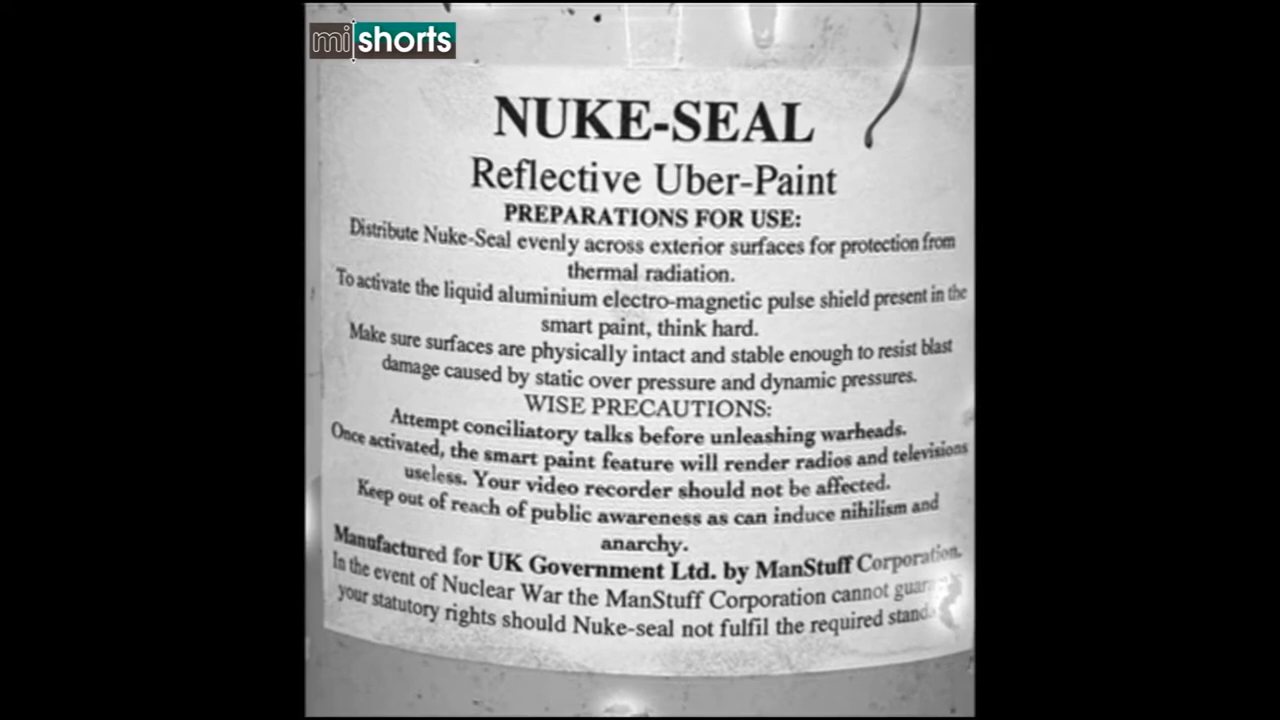 mi shorts
NUKE-SEAL
Reflective Uber-Paint
PREPARATIONS FOR USE:
Distribute Nuke-Seal evenly across exterior surfaces for protection from
thermal radiation.
To activate the liquid aluminium electro-magnetic pulse shield present in the
smart paint, think hard.
Make sure surfaces are physically intact and stable enough to resist blast
damage caused by static over pressure and dynamic pressures.
WISE PRECAUTIONS:
Attempt conciliatory talks before unleashing warheads.
Once activated, the smart paint feature will render radios and televisions
useless. Your video recorder should not be affected.
Keep out of reach of public awareness as can induce nihilism and
anarchy.
Manufactured for UK Government Ltd. by ManStuff Corporation.
In the event of Nuclear War the ManStuff Corporation cannot
your statutory rights should Nuke-seal not fulfil the required